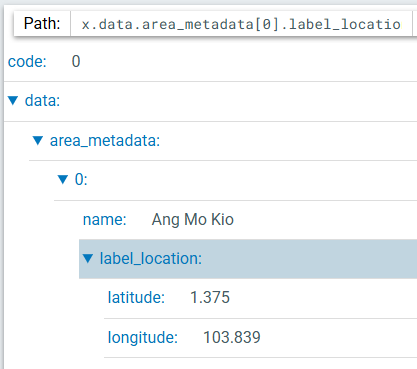 Path: x.data.area_metadata[0].label_locatio
code: 0
data:
area_metadata:
0:
name: Ang Mo Kio
label_location:
latitude: 1.375
longitude: 103.839